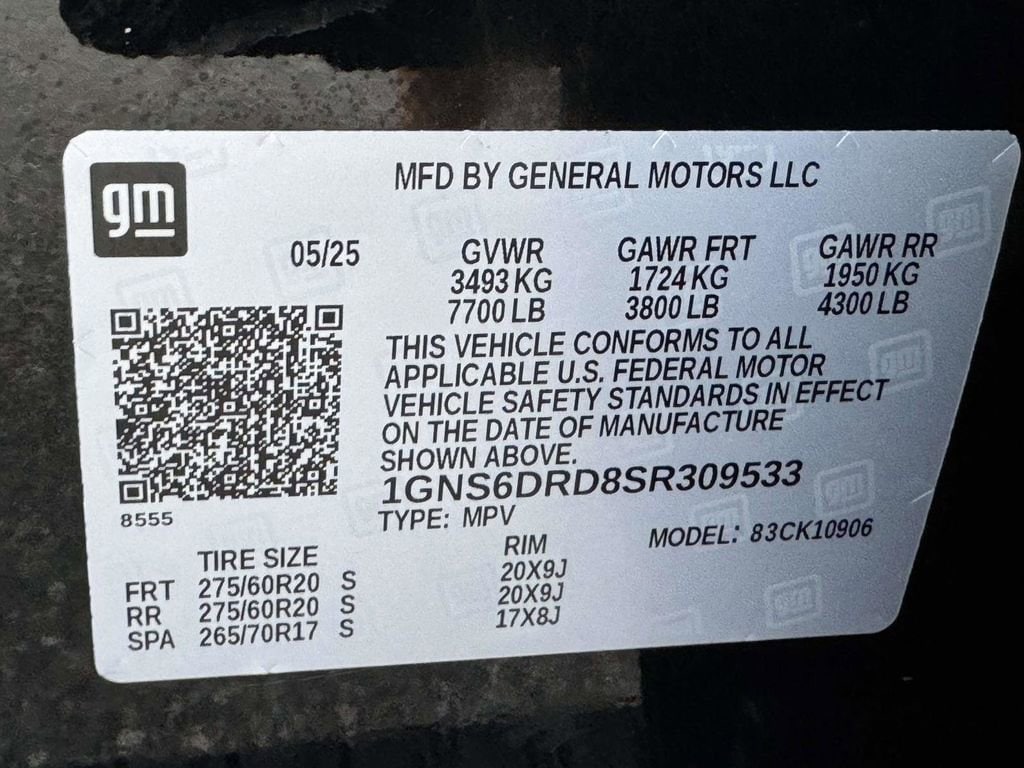 gm
MFD BY GENERAL MOTORS LLC
05/25 GVWR GAWR FRT GAWR RR
3493 KG 1724 KG 1950 KG
7700 LB 3800 LB 4300 LB
THIS VEHICLE CONFORMS TO ALL
APPLICABLE U.S. FEDERAL MOTOR
VEHICLE SAFETY STANDARDS IN EFFECT
ON THE DATE OF MANUFACTURE
SHOWN ABOVE.
1GNS6DRD8SR309533
8555
TYPE: MPV MODEL: 83CK10906
TIRE SIZE RIM
FRT 275/60R20 S 20X9J
RR 275/60R20 S 20X9J
SPA 265/70R17 S 17X8J